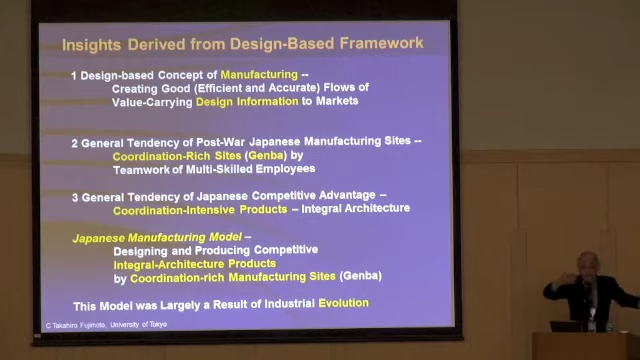 Insights Derived from Design-Based Framework
1 Design-based Concept of Manufacturing --
Creating Good (Efficient and Accurate) Flows of
Value-Carrying Design Information to Markets
2 General Tendency of Post-War Japanese Manufacturing Sites --
Coordination-Rich Sites (Genba) by
Teamwork of Multi-Skilled Employees
3 General Tendency of Japanese Competitive Advantage --
Coordination-Intensive Products -- Integral Architecture
Japanese Manufacturing Model --
Designing and Producing Competitive
Integral-Architecture Products
by Coordination-rich Manufacturing Sites (Genba)
This Model was Largely a Result of Industrial Evolution
C Takahiro Fujimoto, University of Tokyo